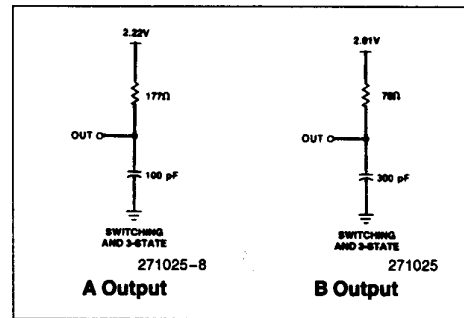 2.22V
177Ω
OUT
100 pF
SWITCHING
AND 3-STATE
271025-8
A Output
2.01V
78Ω
OUT
300 pF
SWITCHING
AND 3-STATE
271025
B Output